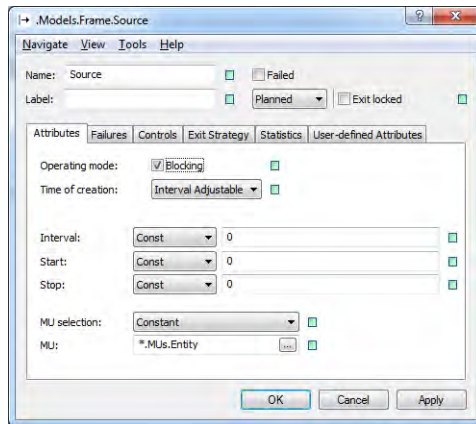 .Models.Frame.Source
Navigate View Tools Help
Name: Source Failed
Label: Planned Exit locked
Attributes Failures Controls Exit Strategy Statistics User-defined Attributes
Operating mode: Blocking
Time of creation: Interval Adjustable
Interval: Const 0
Start: Const 0
Stop: Const 0
MU selection: Constant
MU: *.MUs.Entity ...
OK Cancel Apply